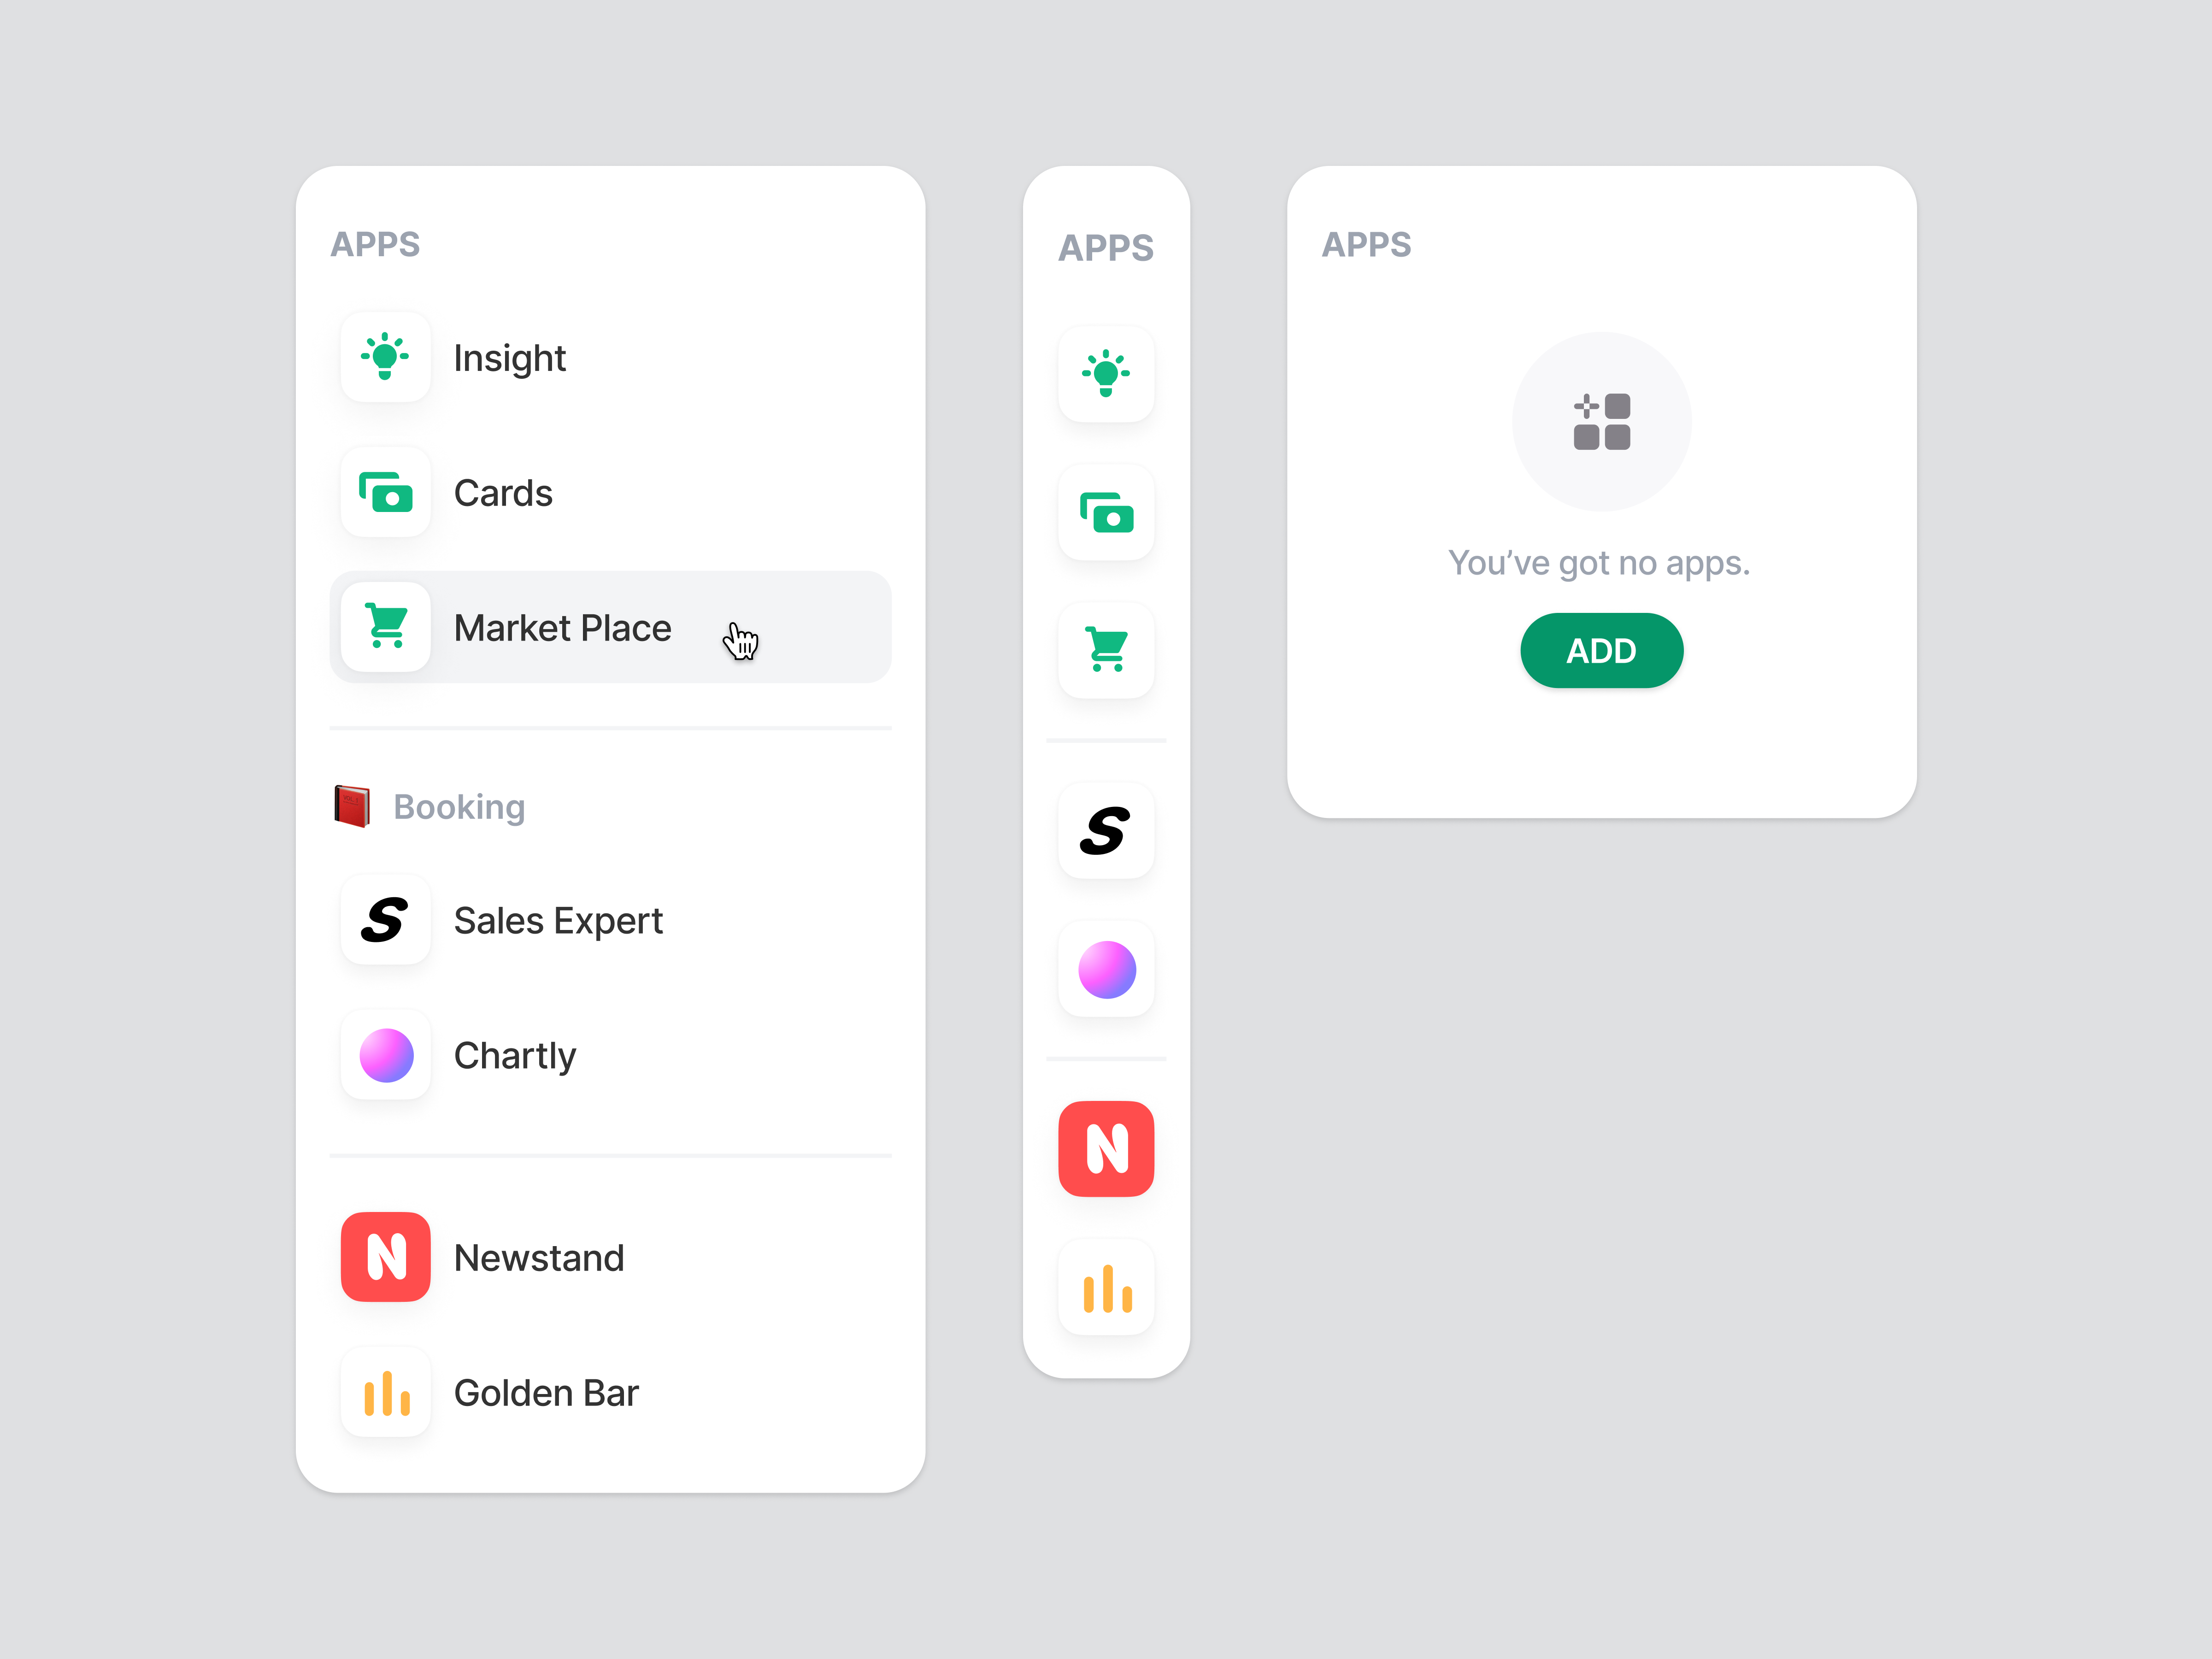 APPS
Insight
Cards
Market Place
Booking
S
Sales Expert
Chartly
N
Newstand
Golden Bar
APPS
S
N
APPS
You’ve got no apps.
ADD